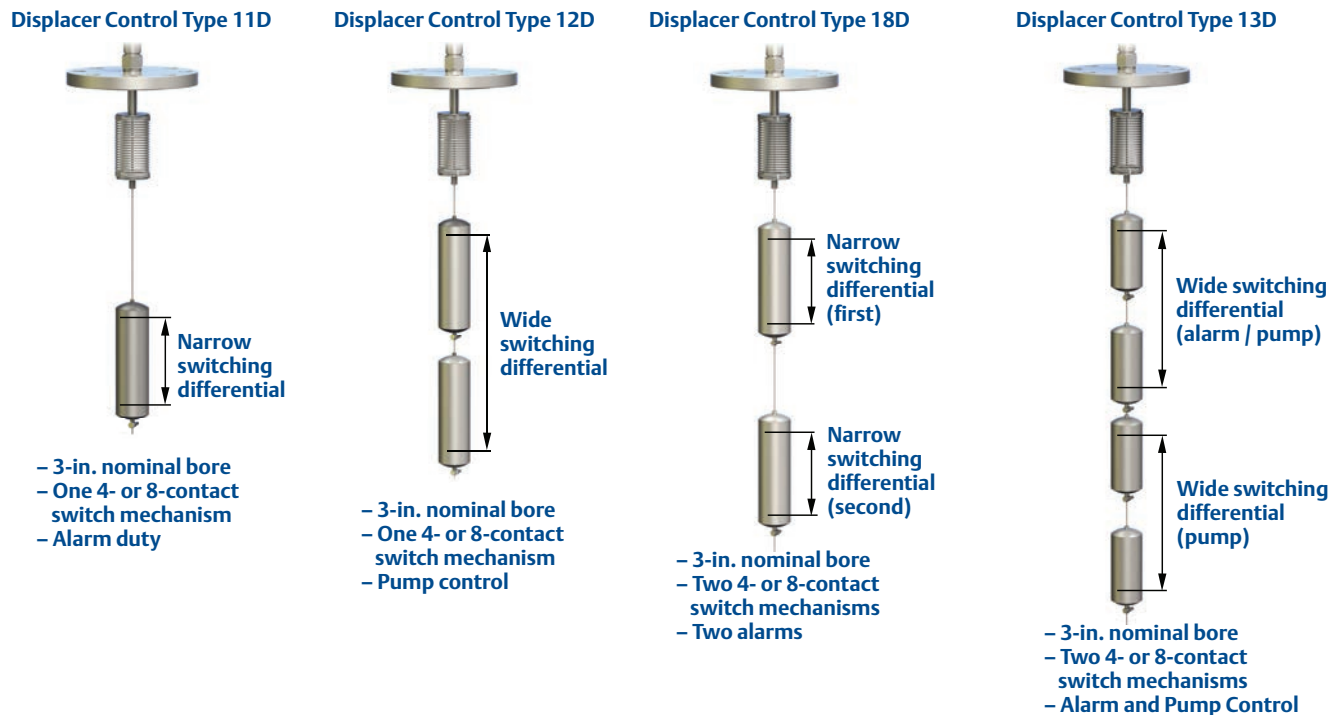 Displacer Control Type 11D
Displacer Control Type 12D
Displacer Control Type 18D
Displacer Control Type 13D
Narrow
switching
differential
– 3-in. nominal bore
– One 4- or 8-contact
switch mechanism
– Alarm duty
Wide
switching
differential
– 3-in. nominal bore
– One 4- or 8-contact
switch mechanism
– Pump control
Narrow
switching
differential
(first)
Narrow
switching
differential
(second)
– 3-in. nominal bore
– Two 4- or 8-contact
switch mechanisms
– Two alarms
Wide switching
differential
(alarm / pump)
Wide switching
differential
(pump)
– 3-in. nominal bore
– Two 4- or 8-contact
switch mechanisms
– Alarm and Pump Control